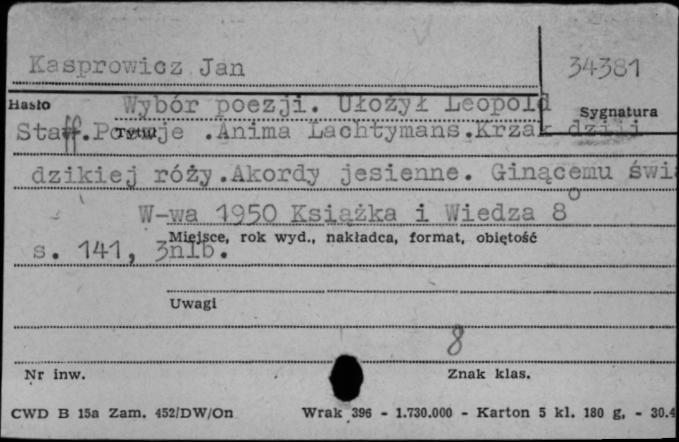 Kasprowicz Jan 34381
Hasło Wybór poezji. Ułożył Leopold Sygnatura
Staff. Poezje .Anima Lachtymans.Krzak dziij
Tytuł
dzikiej róży.Akordy jesienne. Ginącemu świa
W-wa 1950 Książka i Wiedza 8°
Miejsce, rok wyd., nakładca, format, objętość
s. 141, 3nlb.
Uwagi
8
Nr inw. Znak klas.
CWD B 15a Zam. 452/DW/On Wrak 396 - 1.730.000 - Karton 5 kl. 180 g, - 30.4